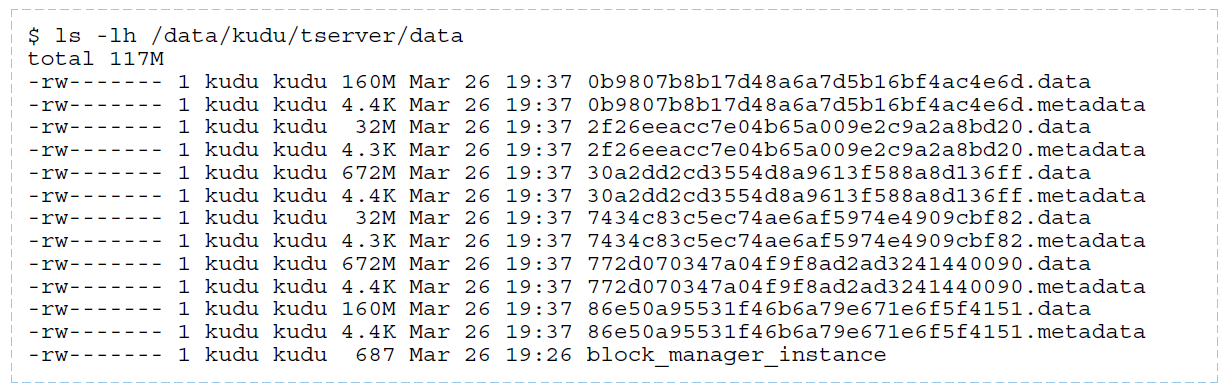 $ ls -lh /data/kudu/tserver/data
total 117M
-rw------- 1 kudu kudu 160M Mar 26 19:37 0b9807b8b17d48a6a7d5b16bf4ac4e6d.data
-rw------- 1 kudu kudu 4.4K Mar 26 19:37 0b9807b8b17d48a6a7d5b16bf4ac4e6d.metadata
-rw------- 1 kudu kudu  32M Mar 26 19:37 2f26eeacc7e04b65a009e2c9a2a8bd20.data
-rw------- 1 kudu kudu 4.3K Mar 26 19:37 2f26eeacc7e04b65a009e2c9a2a8bd20.metadata
-rw------- 1 kudu kudu 672M Mar 26 19:37 30a2dd2cd3554d8a9613f588a8d136ff.data
-rw------- 1 kudu kudu 4.4K Mar 26 19:37 30a2dd2cd3554d8a9613f588a8d136ff.metadata
-rw------- 1 kudu kudu  32M Mar 26 19:37 7434c83c5ec74ae6af5974e4909cbf82.data
-rw------- 1 kudu kudu 4.3K Mar 26 19:37 7434c83c5ec74ae6af5974e4909cbf82.metadata
-rw------- 1 kudu kudu 672M Mar 26 19:37 772d070347a04f9f8ad2ad3241440090.data
-rw------- 1 kudu kudu 4.4K Mar 26 19:37 772d070347a04f9f8ad2ad3241440090.metadata
-rw------- 1 kudu kudu 160M Mar 26 19:37 86e50a95531f46b6a79e671e6f5f4151.data
-rw------- 1 kudu kudu 4.4K Mar 26 19:37 86e50a95531f46b6a79e671e6f5f4151.metadata
-rw------- 1 kudu kudu  687 Mar 26 19:26 block_manager_instance